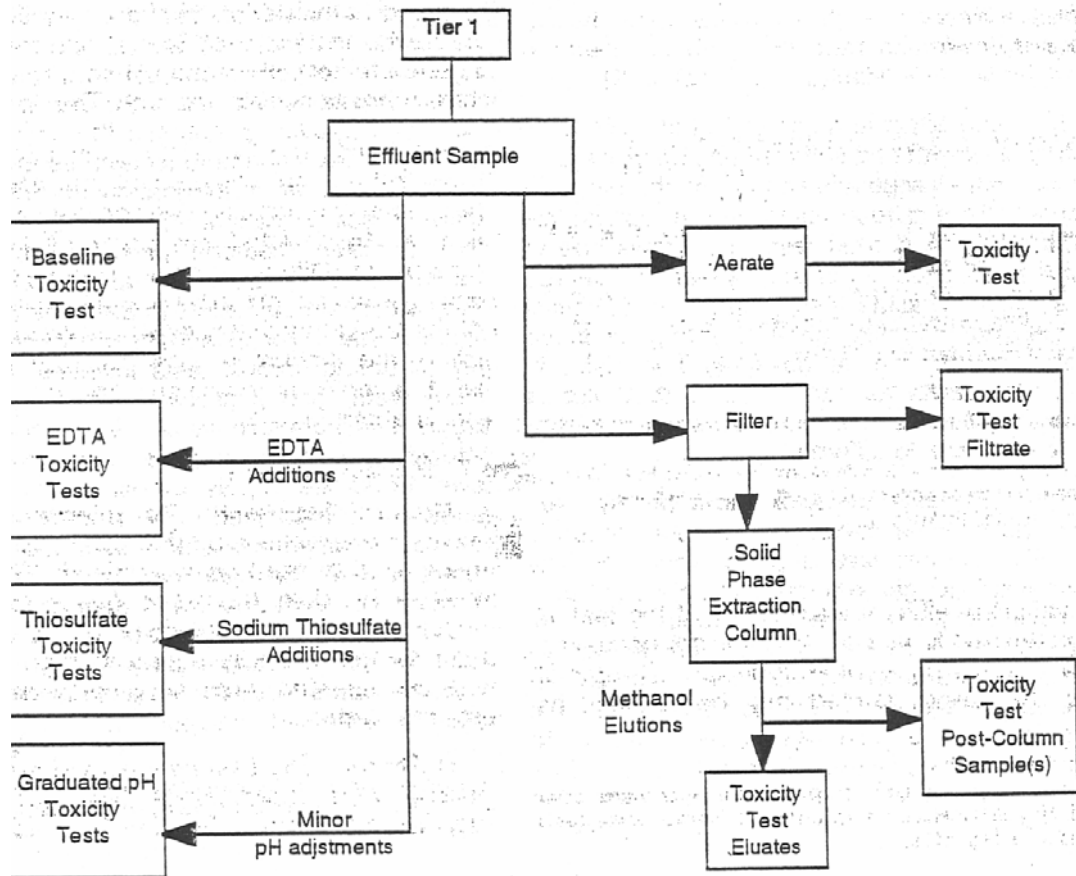 Tier 1
Effluent Sample
Baseline
Toxicity
Test
Aerate
Toxicity
Test
EDTA
Toxicity
Tests
EDTA
Additions
Filter
Toxicity
Test
Filtrate
Solid
Phase
Extraction
Column
Thiosulfate
Toxicity
Tests
Sodium Thiosulfate
Additions
Methanol
Elutions
Toxicity
Test
Post-Column
Sample(s)
Graduated pH
Toxicity
Tests
Minor
pH adjstments
Toxicity
Test
Eluates